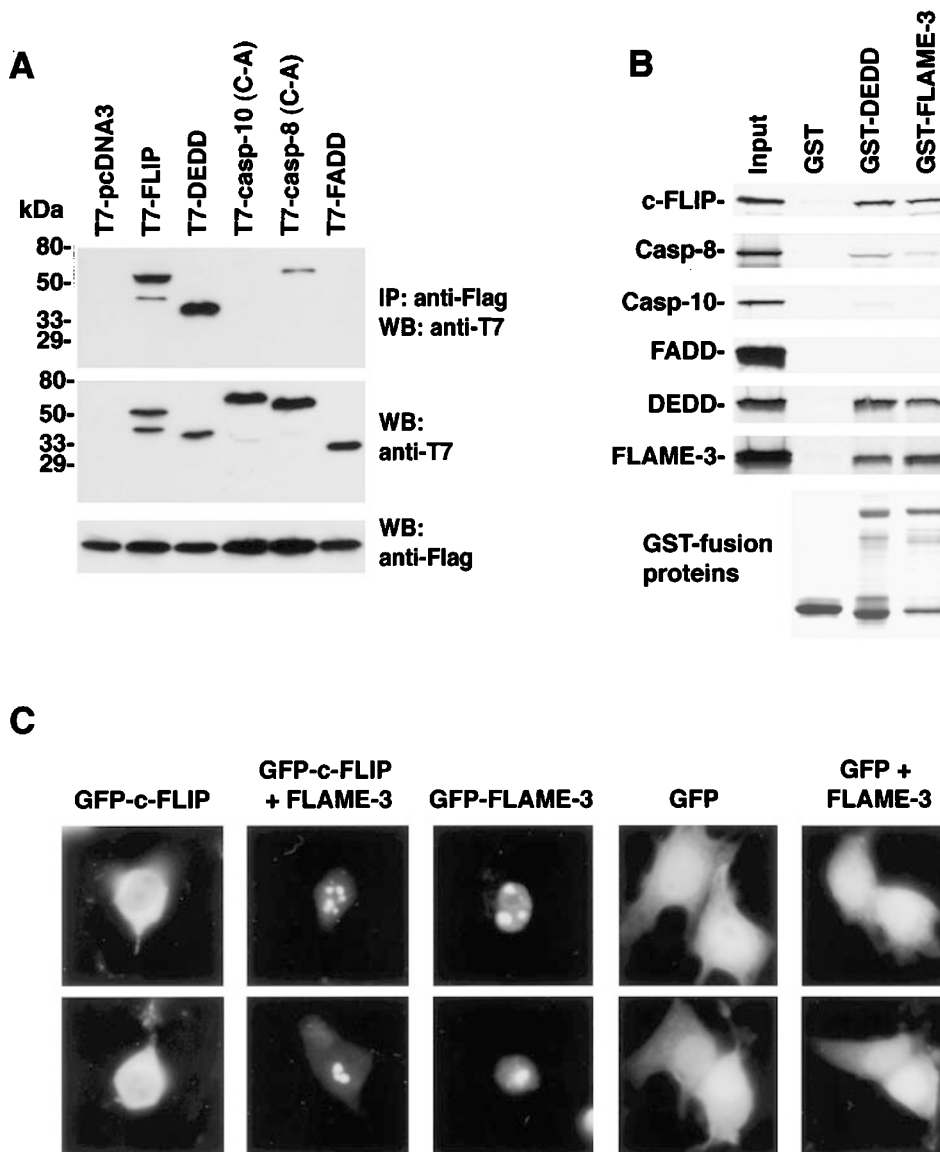 A
T7-pcDNA3
T7-FLIP
T7-DEDD
T7-casp-10 (C-A)
T7-casp-8 (C-A)
T7-FADD
kDa
80-
50-
33-
29-
IP: anti-Flag
WB: anti-T7
80-
50-
33-
29-
WB:
anti-T7
WB:
anti-Flag
B
Input
GST
GST-DEDD
GST-FLAME-3
c-FLIP-
Casp-8-
Casp-10-
FADD-
DEDD-
FLAME-3-
GST-fusion
proteins
C
GFP-c-FLIP
GFP-c-FLIP
+ FLAME-3
GFP-FLAME-3
GFP
GFP +
FLAME-3